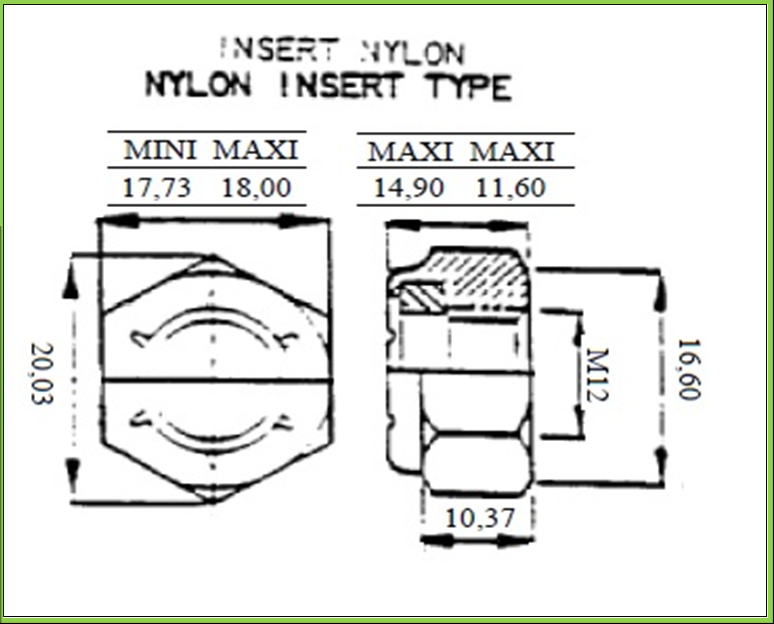 INSERT NYLON
NYLON INSERT TYPE
MINI MAXI
17,73 18,00
MAXI MAXI
14,90 11,60
20,03
M12
16,60
10,37